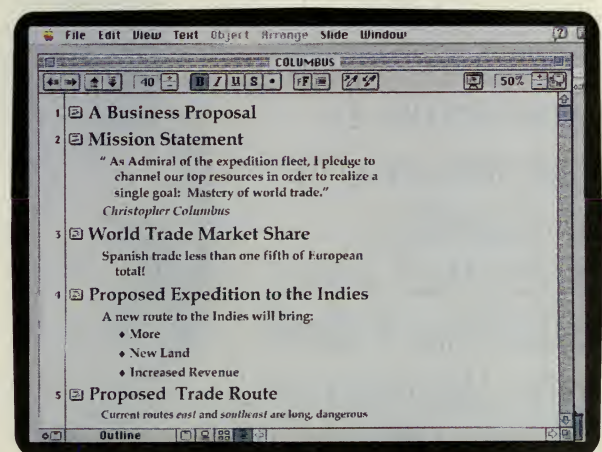 File Edit View Text Object Arrange Slide Window
COLUMBUS
40 B I U S 50%
1 A Business Proposal
2 Mission Statement
" As Admiral of the expedition fleet, I pledge to
channel our top resources in order to realize a
single goal: Mastery of world trade."
Christopher Columbus
3 World Trade Market Share
Spanish trade less than one fifth of European
total!
4 Proposed Expedition to the Indies
A new route to the Indies will bring:
♦ More
♦ New Land
♦ Increased Revenue
5 Proposed Trade Route
Current routes east and southeast are long, dangerous
Outline